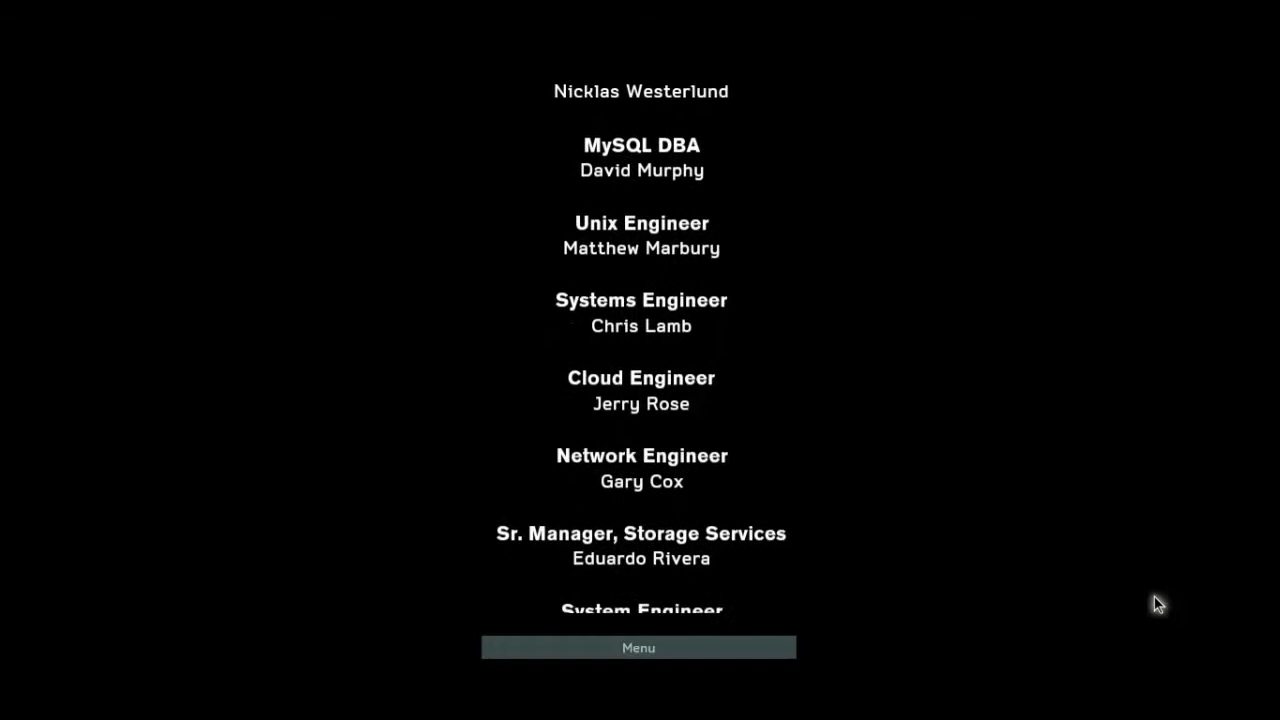 Nicklas Westerlund
MySQL DBA
David Murphy
Unix Engineer
Matthew Marbury
Systems Engineer
Chris Lamb
Cloud Engineer
Jerry Rose
Network Engineer
Gary Cox
Sr. Manager, Storage Services
Eduardo Rivera
System Engineer
Menu